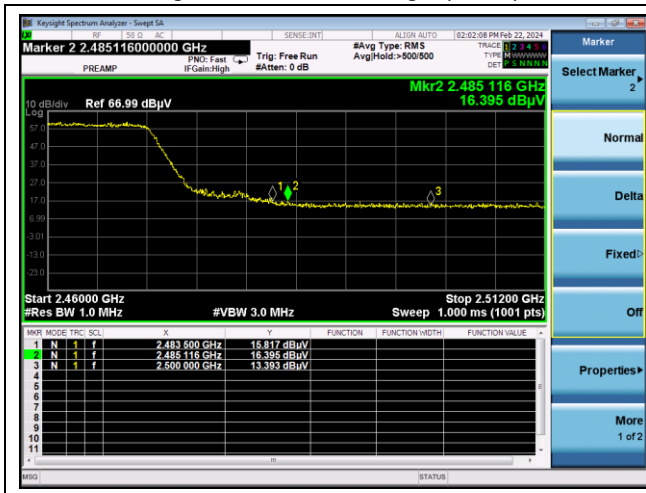 Keysight Spectrum Analyzer - Swept SA
RF 50 Ω AC SENSE:INT ALIGN AUTO 02:02:08 PM Feb 22, 2024
Marker 2 2.485116000000 GHz
PREAMP
PNO: Fast
IFGain:High
Trig: Free Run
#Atten: 0 dB
#Avg Type: RMS
Avg|Hold:>500/500
TRACE 1 2 3 4 5 6
TYPE M W W W W W
DET P S N N N N
Mkr2 2.485 116 GHz
16.395 dBµV
10 dB/div Ref 66.99 dBµV
Log
57.0
47.0
37.0
27.0
17.0
6.99
-3.01
-13.0
-23.0
1
2
3
Start 2.46000 GHz Stop 2.51200 GHz
#Res BW 1.0 MHz #VBW 3.0 MHz Sweep 1.000 ms (1001 pts)
MKR MODE TRC SCL X Y FUNCTION FUNCTION WIDTH FUNCTION VALUE
1 N 1 f 2.483 500 GHz 15.817 dBµV
2 N 1 f 2.485 116 GHz 16.395 dBµV
3 N 1 f 2.500 000 GHz 13.393 dBµV
4
5
6
7
8
9
10
11
MSG STATUS
Marker
Select Marker
2
Normal
Delta
Fixed
Off
Properties
More
1 of 2